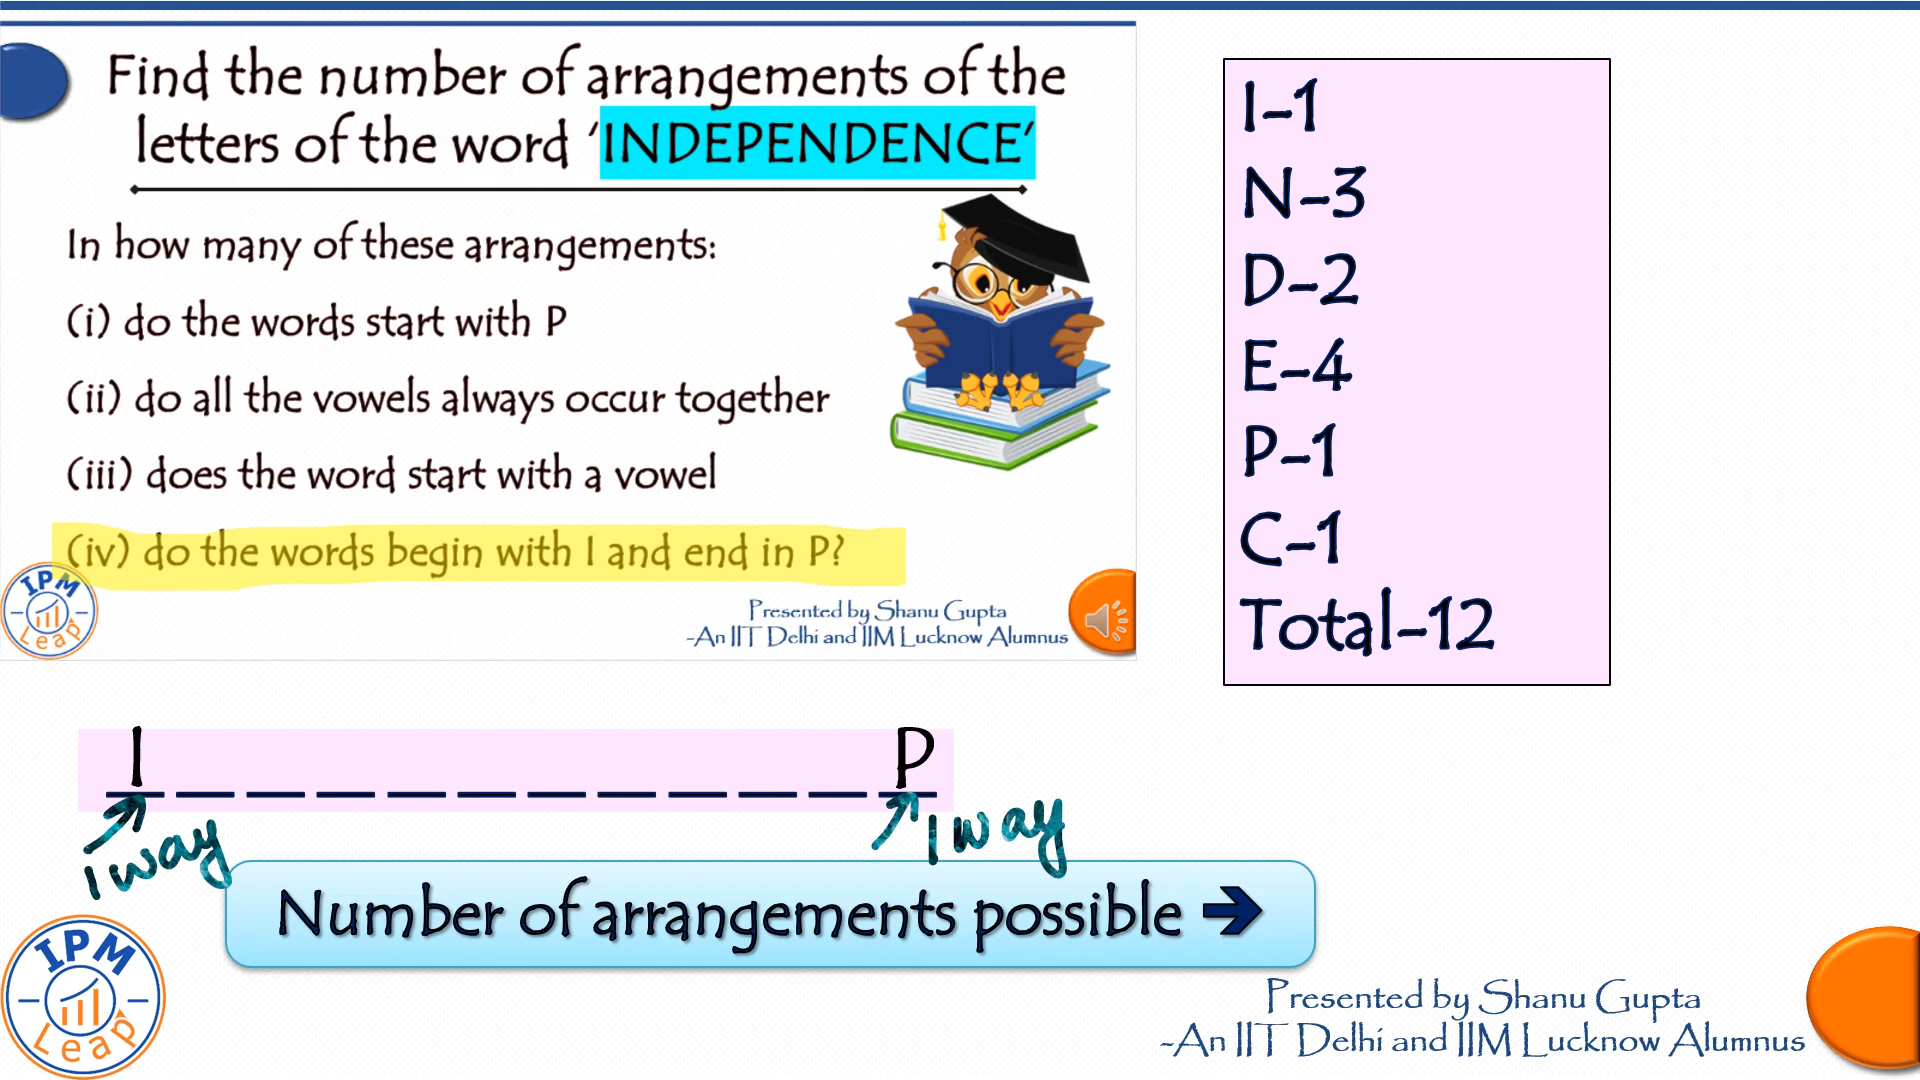 Find the number of arrangements of the
letters of the word ‘INDEPENDENCE’
In how many of these arrangements:
(i) do the words start with P
(ii) do all the vowels always occur together
(iii) does the word start with a vowel
(iv) do the words begin with I and end in P?
IPM
Leap
Presented by Shanu Gupta
-An IIT Delhi and IIM Lucknow Alumnus
I-1
N-3
D-2
E-4
P-1
C-1
Total-12
I P
1 way 1 way
Number of arrangements possible →
IPM
Leap
Presented by Shanu Gupta
-An IIT Delhi and IIM Lucknow Alumnus